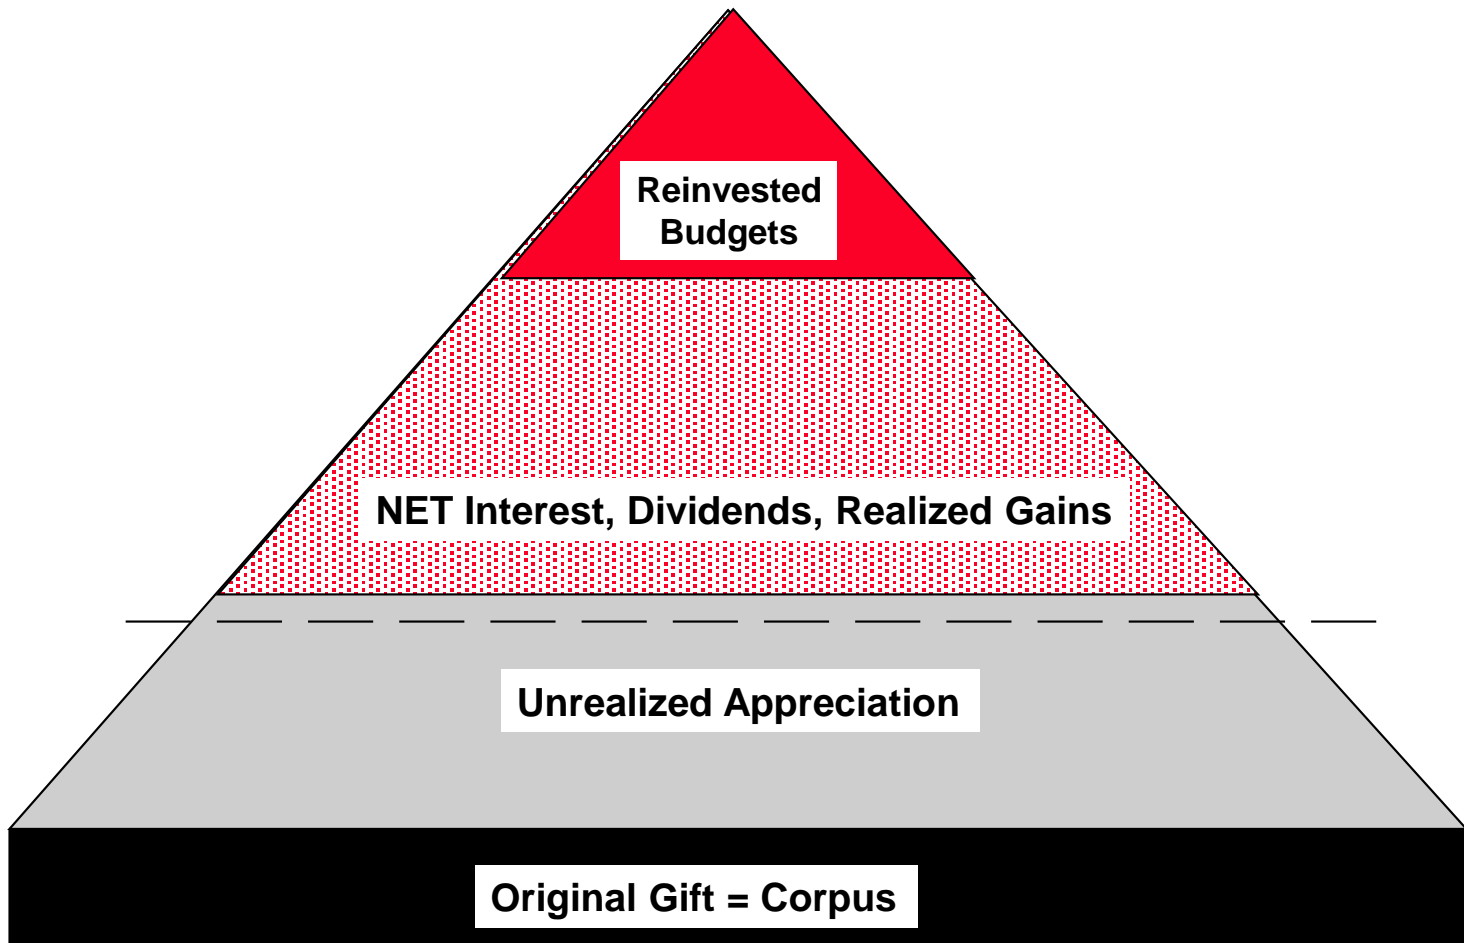 Reinvested
Budgets
NET Interest, Dividends, Realized Gains
Unrealized Appreciation
Original Gift = Corpus